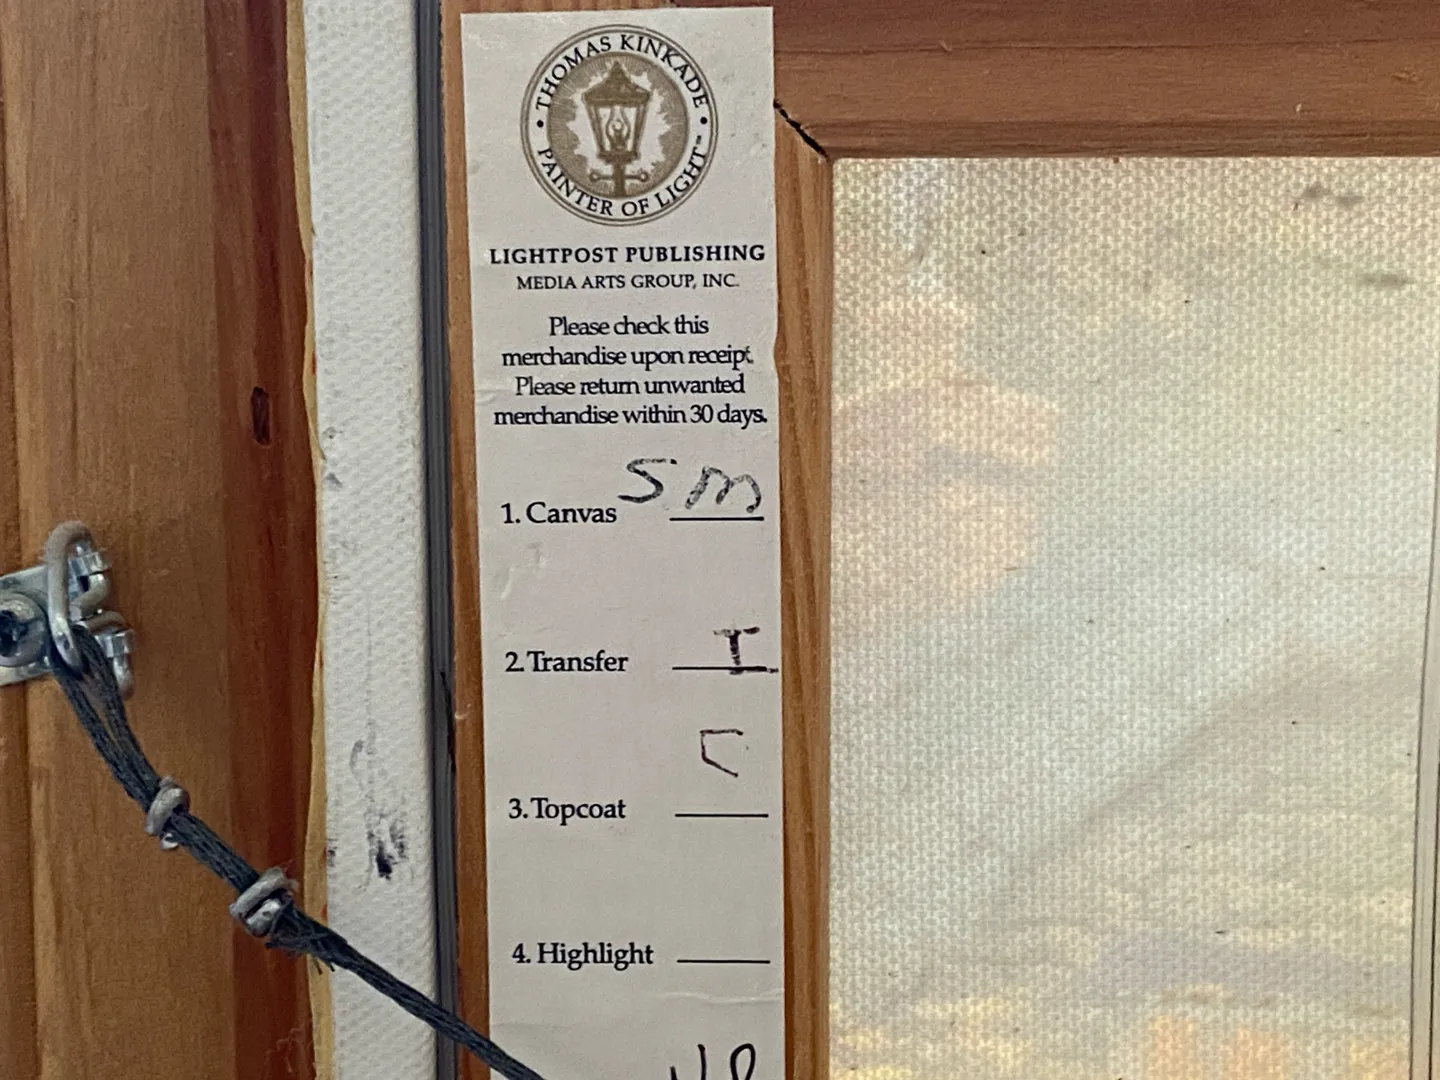 THOMAS KINKADE
PAINTER OF LIGHT™
LIGHTPOST PUBLISHING
MEDIA ARTS GROUP, INC.
Please check this
merchandise upon receipt.
Please return unwanted
merchandise within 30 days.
1. Canvas SM
2. Transfer I
3. Topcoat C
4. Highlight